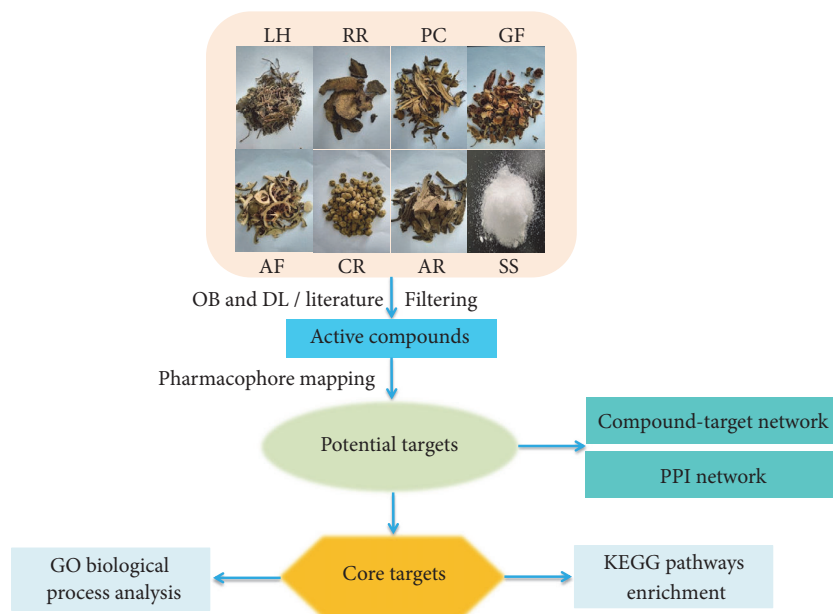 LH RR PC GF
AF CR AR SS
OB and DL / literature Filtering
Active compounds
Pharmacophore mapping
Potential targets
Compound-target network
PPI network
GO biological
process analysis
Core targets
KEGG pathways
enrichment